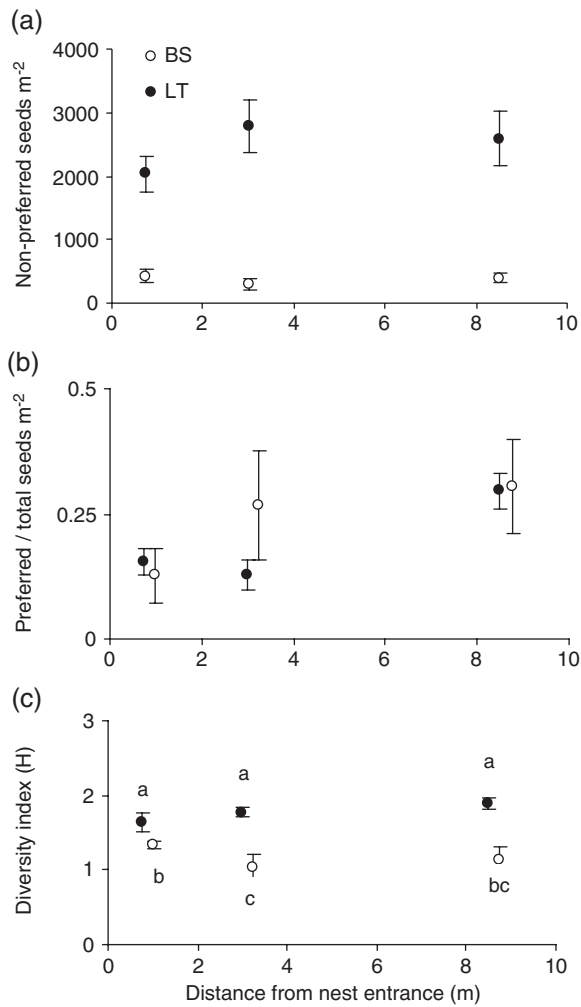 (a)
4000
BS
LT
3000
2000
1000
0
Non-preferred seeds m⁻²
0 2 4 6 8 10
(b)
0.5
0.25
0
Preferred / total seeds m⁻²
0 2 4 6 8 10
(c)
3
a a a
2
1
b c bc
0
Diversity index (H)
0 2 4 6 8 10
Distance from nest entrance (m)